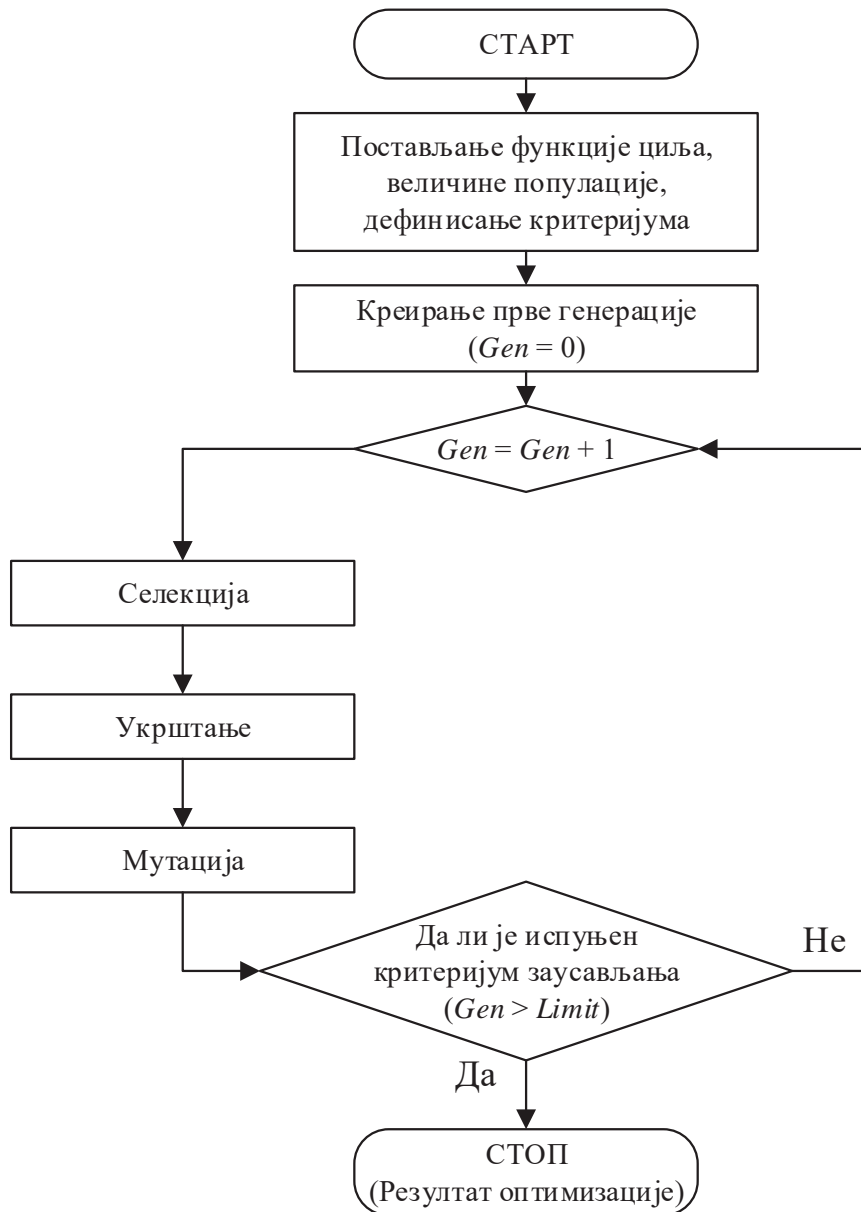 СТАРТ
Постављање функције циља,
величине популације,
дефинисање критеријума
Креирање прве генерације
(Gen = 0)
Gen = Gen + 1
Селекција
Укрштање
Мутација
Да ли је испуњен
критеријум заусављања
(Gen > Limit)
Не
Да
СТОП
(Резултат оптимизације)